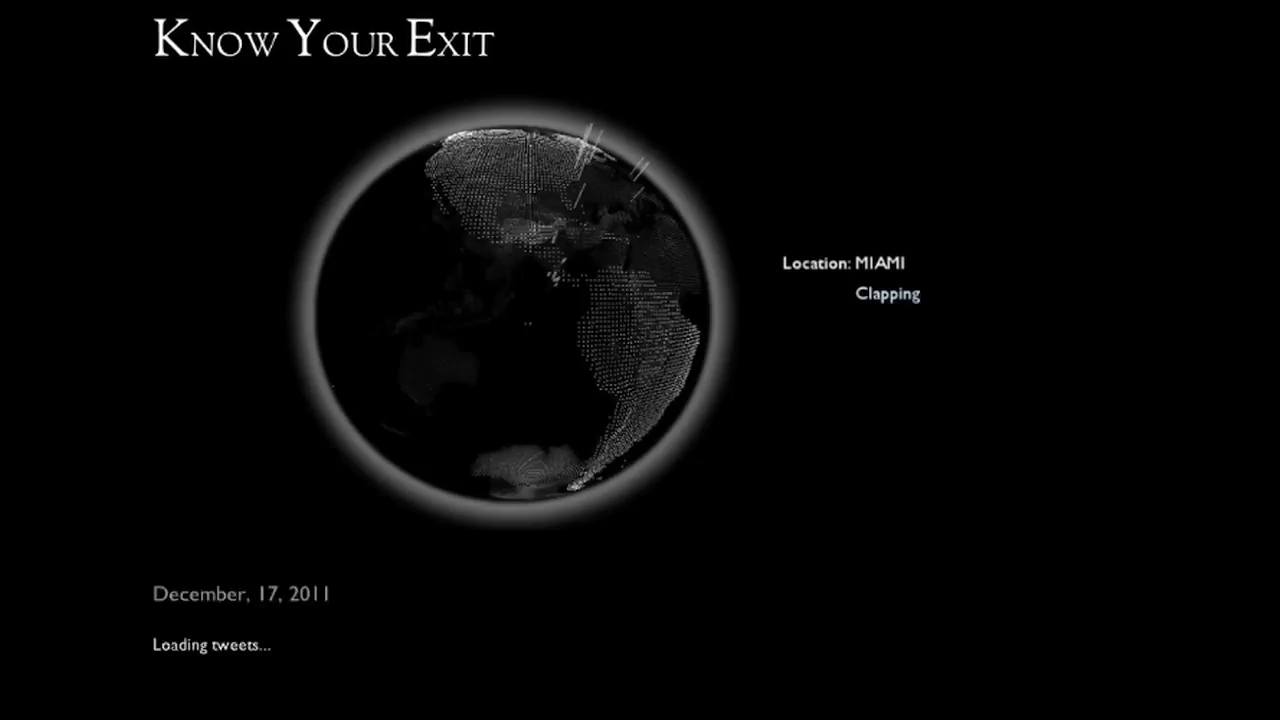 Know Your Exit
Location: MIAMI
Clapping
December, 17, 2011
Loading tweets...